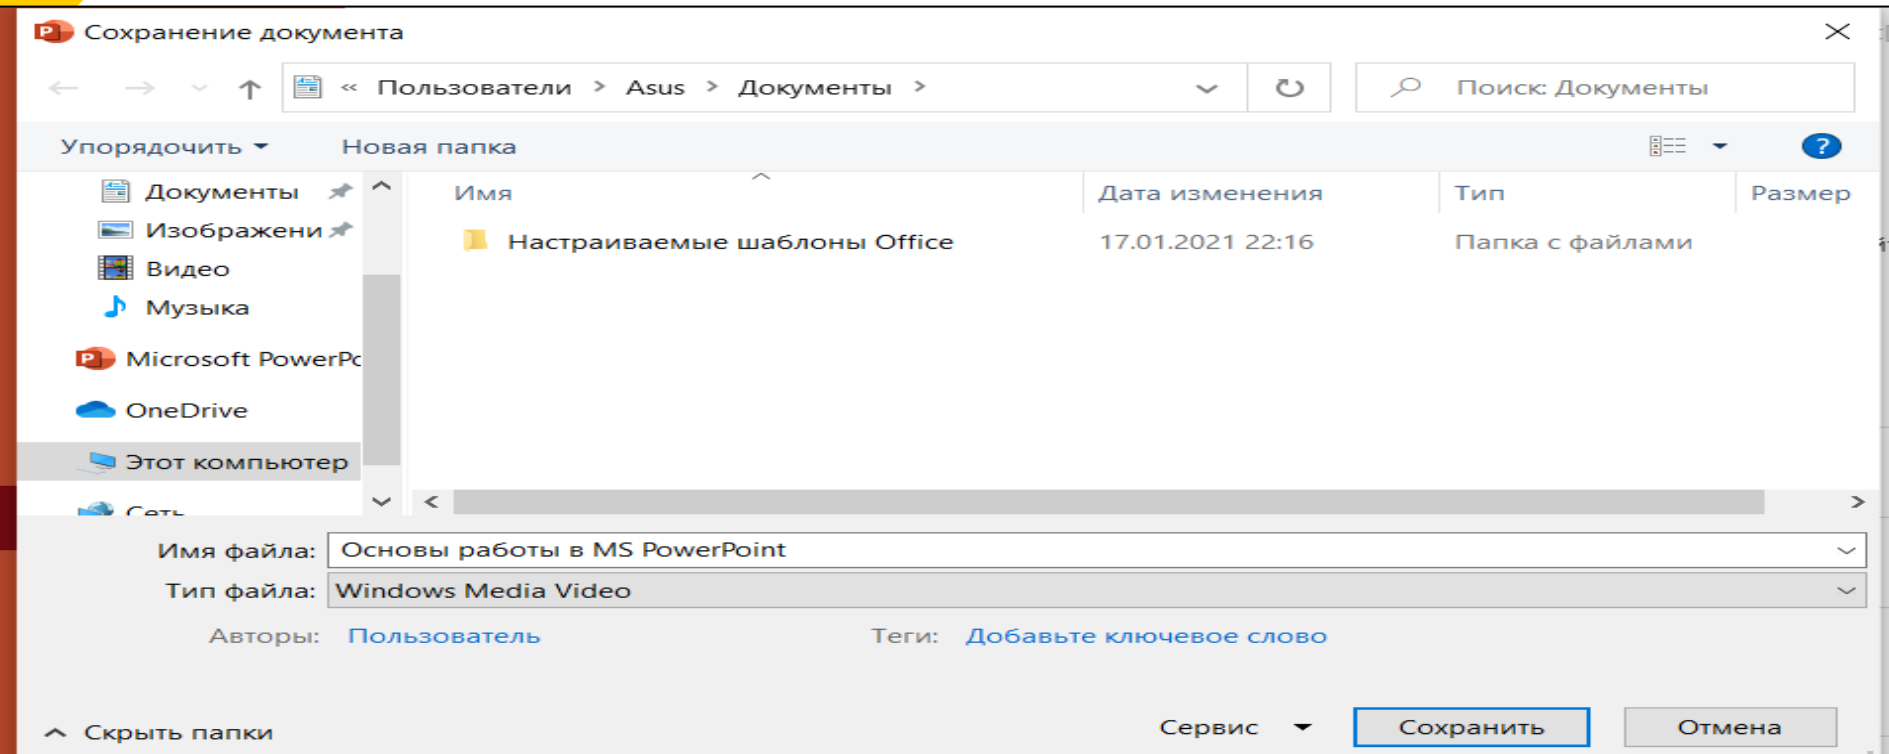 Сохранение документа
« Пользователи > Asus > Документы >
Поиск: Документы
Упорядочить
Новая папка
?
Документы
Изображени
Видео
Музыка
Microsoft PowerPo
OneDrive
Этот компьютер
Сеть
Имя
Дата изменения
Тип
Размер
Настраиваемые шаблоны Office
17.01.2021 22:16
Папка с файлами
Имя файла: Основы работы в MS PowerPoint
Тип файла: Windows Media Video
Авторы: Пользователь
Теги: Добавьте ключевое слово
Скрыть папки
Сервис
Сохранить
Отмена